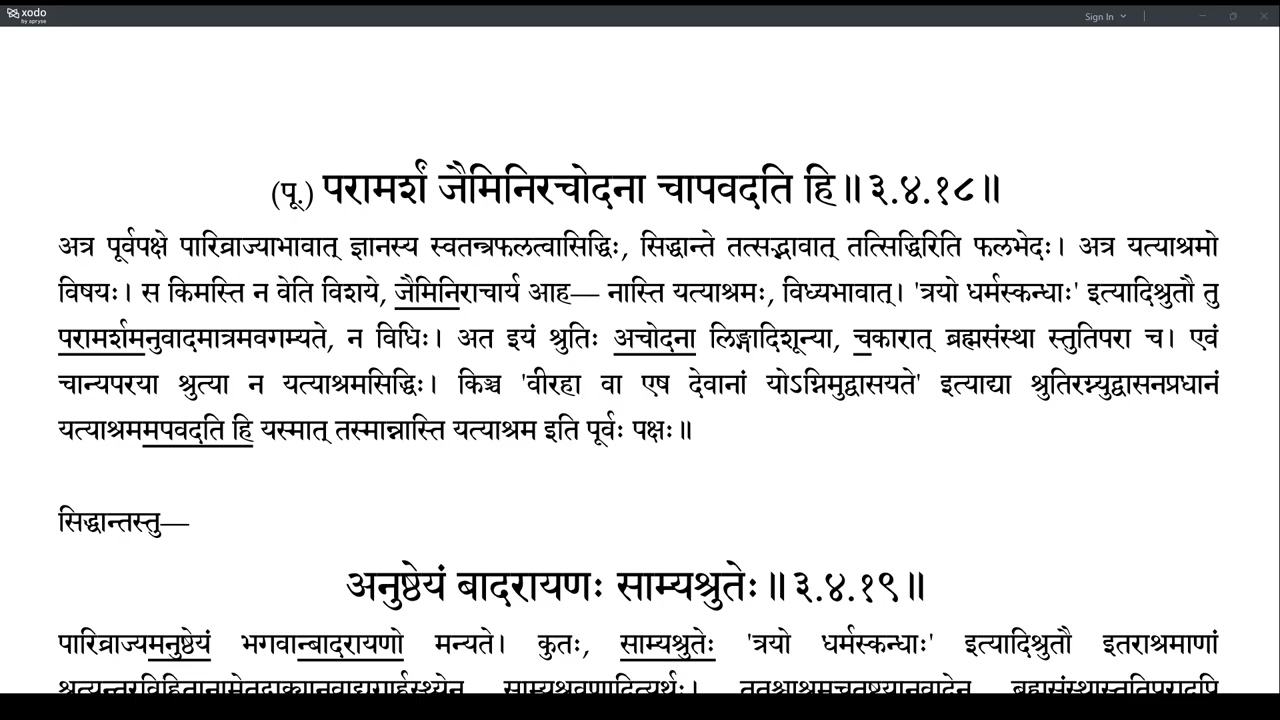 xodo
by apryse
Sign In
(पू.) परामर्शं जैमिनिरचोदना चापवदति हि॥३.४.१८॥
अत्र पूर्वपक्षे पारिव्राज्याभावात् ज्ञानस्य स्वतन्त्रफलत्वासिद्धिः, सिद्धान्ते तत्सद्भावात् तत्सिद्धिरिति फलभेदः। अत्र यत्याश्रमो
विषयः। स किमस्ति न वेति विशये, जैमिनिराचार्य आह— नास्ति यत्याश्रमः, विध्यभावात्। 'त्रयो धर्मस्कन्धाः' इत्यादिश्रुतौ तु
परामर्शमनुवादमात्रमवगम्यते, न विधिः। अत इयं श्रुतिः अचोदना लिङ्गादिशून्या, चकारात् ब्रह्मसंस्था स्तुतिपरा च। एवं
चान्यपरया श्रुत्या न यत्याश्रमसिद्धिः। किञ्च 'वीरहा वा एष देवानां योऽग्निमुद्वासयते' इत्याद्या श्रुतिरग्न्युद्वासनप्रधानं
यत्याश्रममपवदति हि यस्मात् तस्मान्नास्ति यत्याश्रम इति पूर्वः पक्षः॥
सिद्धान्तस्तु—
अनुष्ठेयं बादरायणः साम्यश्रुतेः॥३.४.१९॥
पारिव्राज्यमनुष्ठेयं भगवान्बादरायणो मन्यते। कुतः, साम्यश्रुतेः 'त्रयो धर्मस्कन्धाः' इत्यादिश्रुतौ इतराश्रमाणां